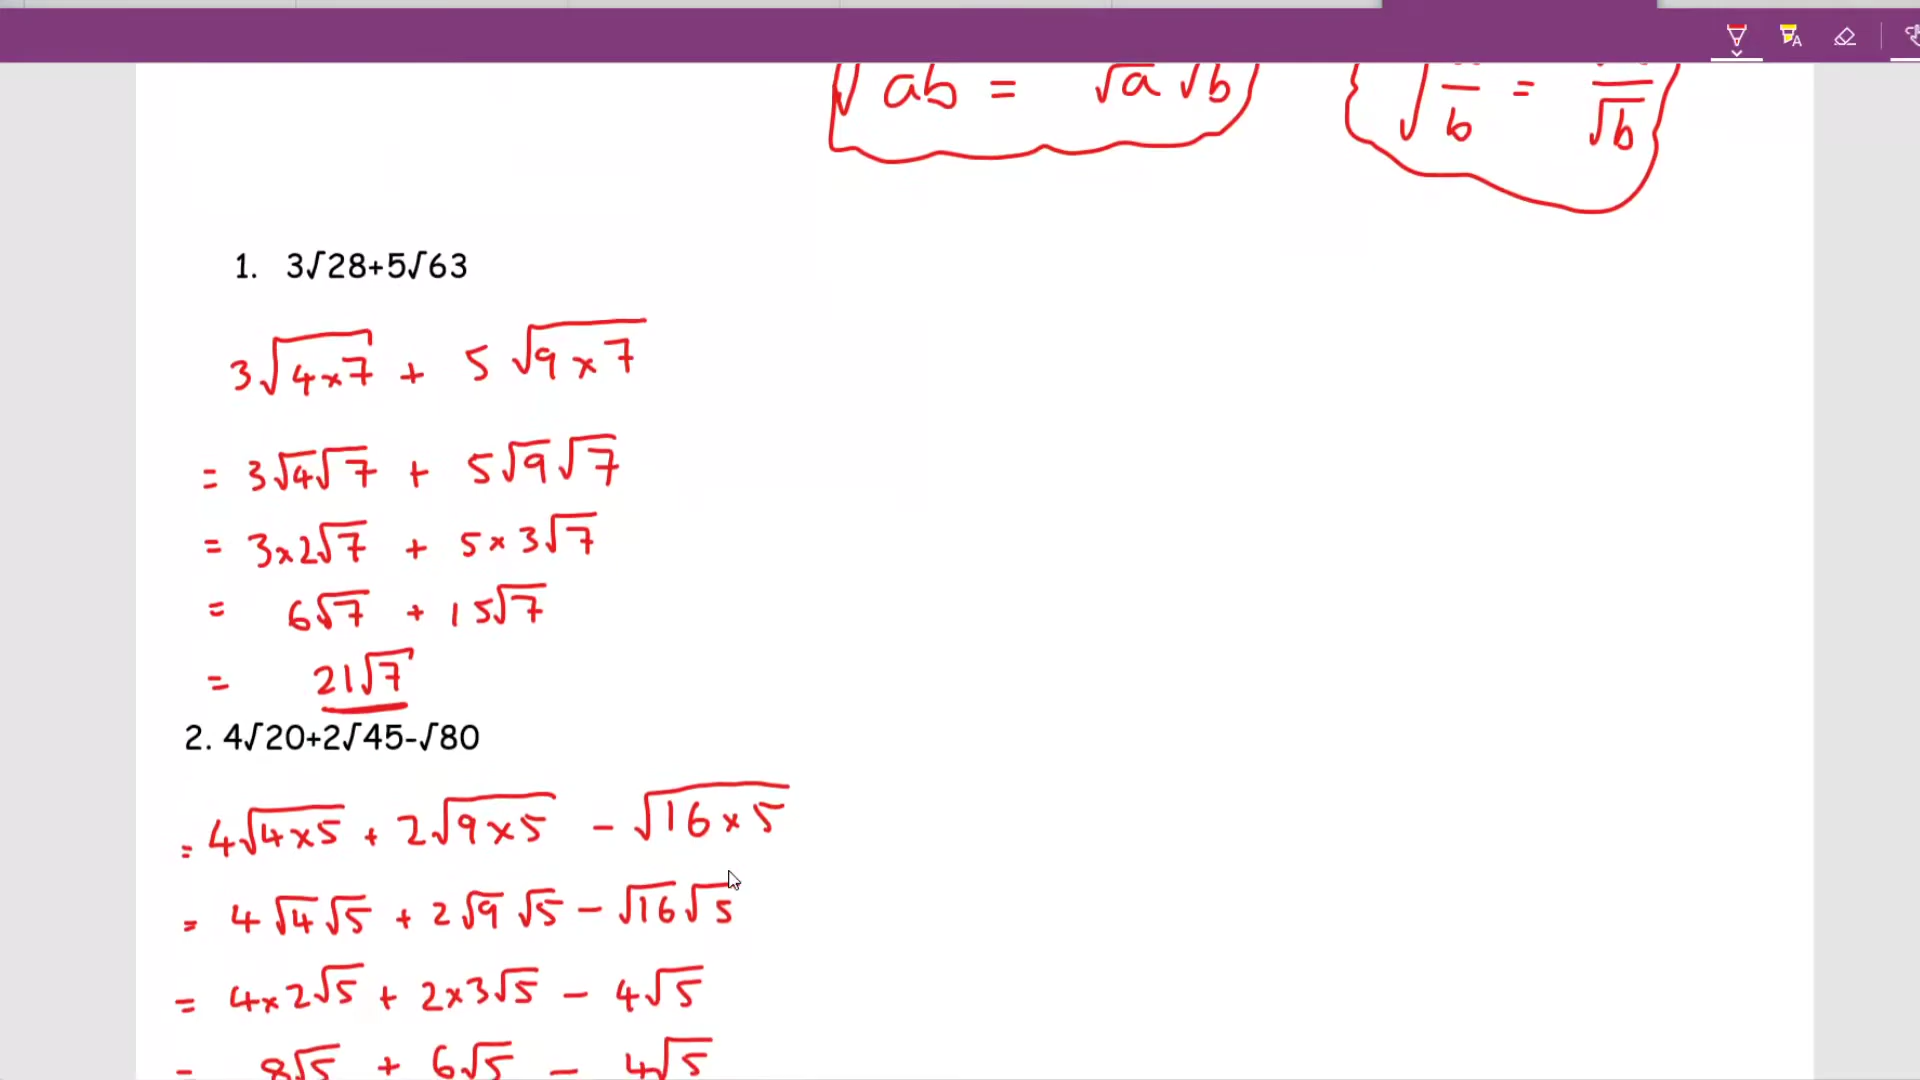 √ab = √a √b
√ /b = /√b
1. 3√28+5√63
3√4×7 + 5√9×7
= 3√4√7 + 5√9√7
= 3×2√7 + 5×3√7
= 6√7 + 15√7
= 21√7
2. 4√20+2√45-√80
= 4√4×5 + 2√9×5 - √16×5
= 4√4√5 + 2√9√5 - √16√5
= 4×2√5 + 2×3√5 - 4√5
= 8√5 + 6√5 - 4√5